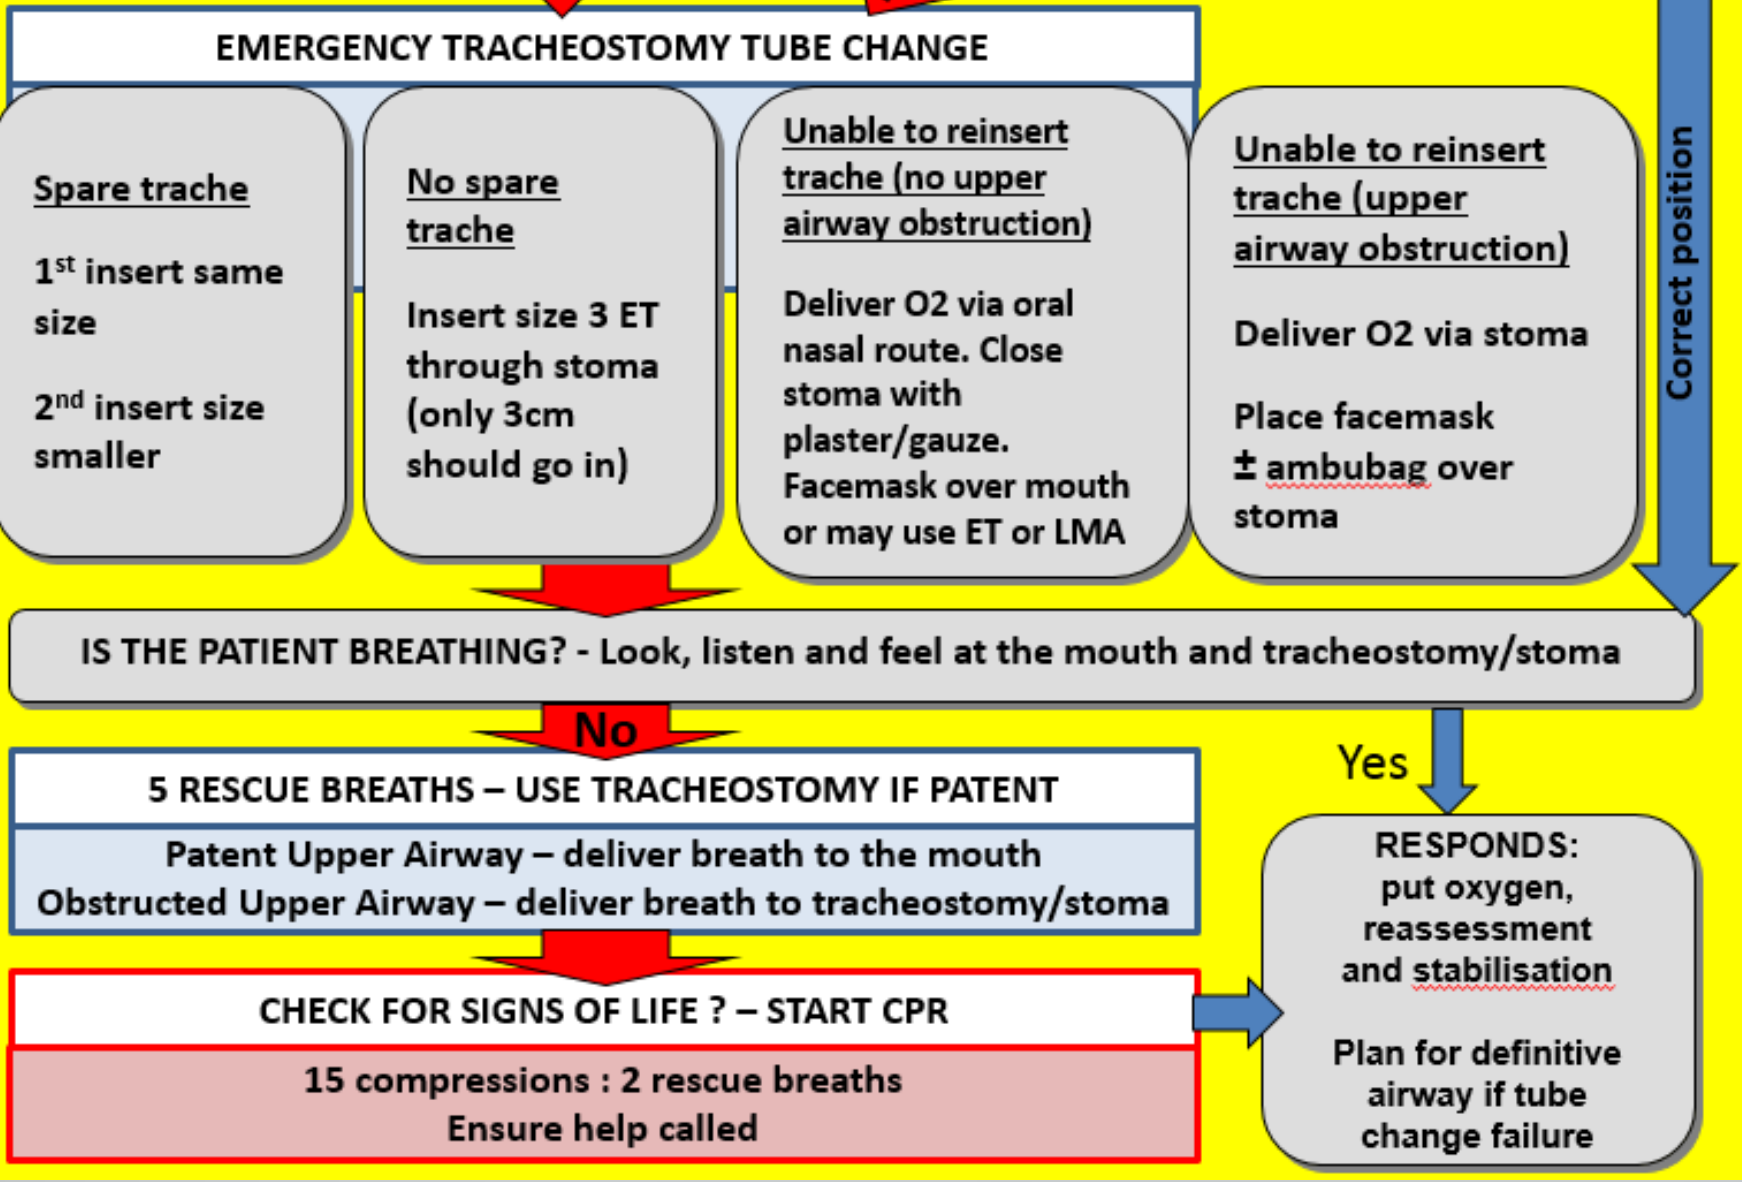 EMERGENCY TRACHEOSTOMY TUBE CHANGE
Spare trache
1st insert same
size
2nd insert size
smaller
No spare
trache
Insert size 3 ET
through stoma
(only 3cm
should go in)
Unable to reinsert
trache (no upper
airway obstruction)
Deliver O2 via oral
nasal route. Close
stoma with
plaster/gauze.
Facemask over mouth
or may use ET or LMA
Unable to reinsert
trache (upper
airway obstruction)
Deliver O2 via stoma
Place facemask
± ambubag over
stoma
Correct position
IS THE PATIENT BREATHING? - Look, listen and feel at the mouth and tracheostomy/stoma
No
Yes
5 RESCUE BREATHS – USE TRACHEOSTOMY IF PATENT
Patent Upper Airway – deliver breath to the mouth
Obstructed Upper Airway – deliver breath to tracheostomy/stoma
CHECK FOR SIGNS OF LIFE ? – START CPR
15 compressions : 2 rescue breaths
Ensure help called
RESPONDS:
put oxygen,
reassessment
and stabilisation
Plan for definitive
airway if tube
change failure